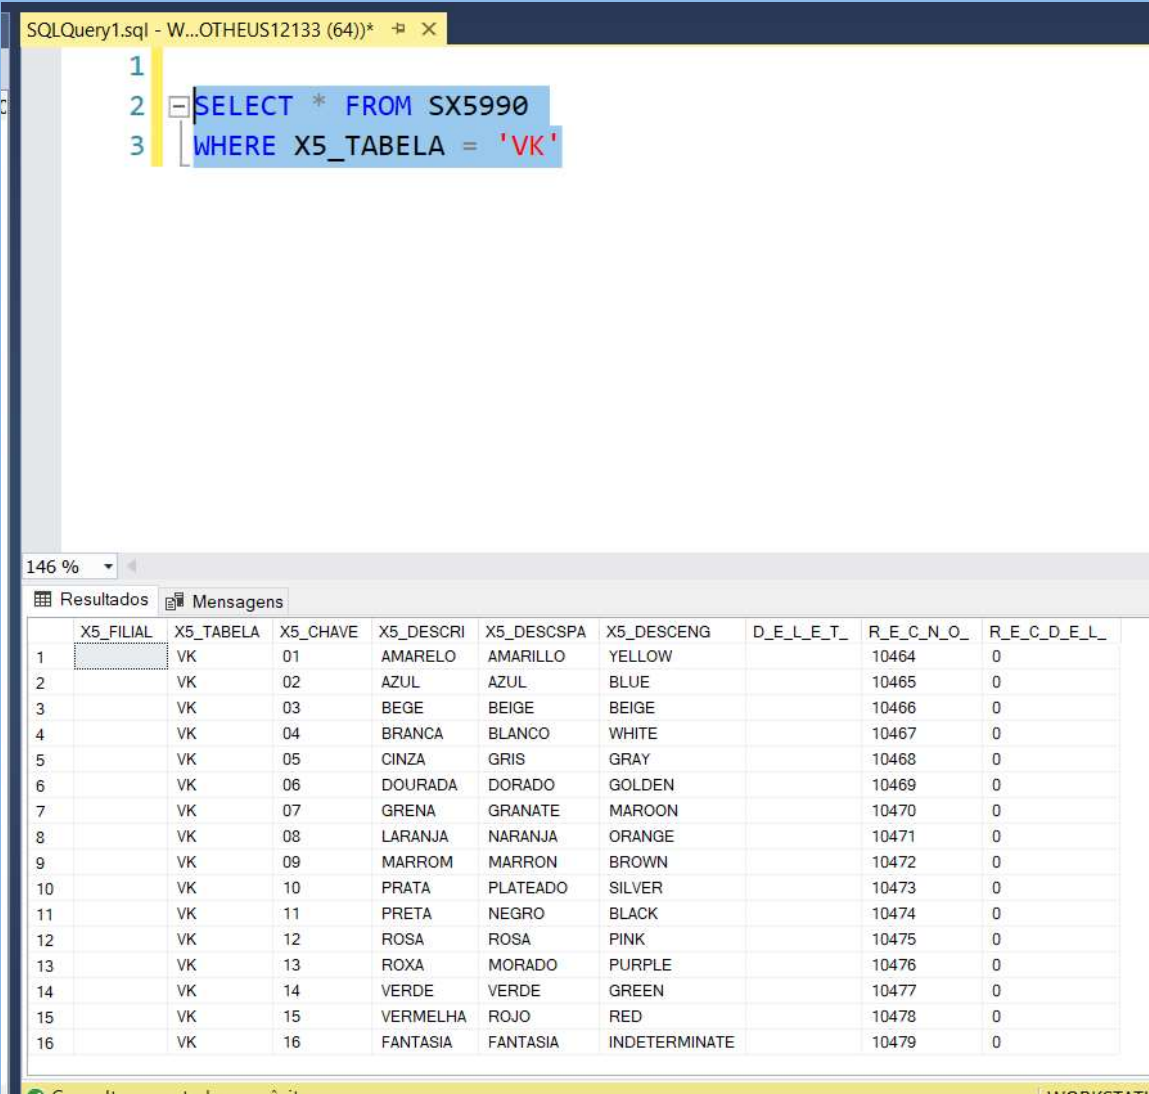 SQLQuery1.sql - W...OTHEUS12133 (64))*
1
2 SELECT * FROM SX5990
3 WHERE X5_TABELA = 'VK'
146 %
Resultados Mensagens
X5_FILIAL X5_TABELA X5_CHAVE X5_DESCRI X5_DESCSPA X5_DESCENG D_E_L_E_T_ R_E_C_N_O_ R_E_C_D_E_L_
1 VK 01 AMARELO AMARILLO YELLOW 10464 0
2 VK 02 AZUL AZUL BLUE 10465 0
3 VK 03 BEGE BEIGE BEIGE 10466 0
4 VK 04 BRANCA BLANCO WHITE 10467 0
5 VK 05 CINZA GRIS GRAY 10468 0
6 VK 06 DOURADA DORADO GOLDEN 10469 0
7 VK 07 GRENA GRANATE MAROON 10470 0
8 VK 08 LARANJA NARANJA ORANGE 10471 0
9 VK 09 MARROM MARRON BROWN 10472 0
10 VK 10 PRATA PLATEADO SILVER 10473 0
11 VK 11 PRETA NEGRO BLACK 10474 0
12 VK 12 ROSA ROSA PINK 10475 0
13 VK 13 ROXA MORADO PURPLE 10476 0
14 VK 14 VERDE VERDE GREEN 10477 0
15 VK 15 VERMELHA ROJO RED 10478 0
16 VK 16 FANTASIA FANTASIA INDETERMINATE 10479 0